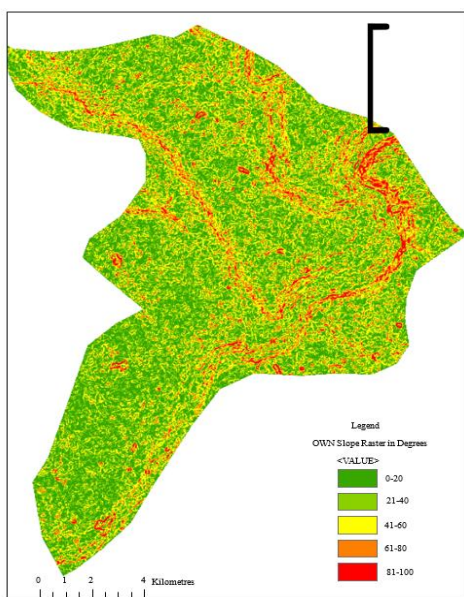 Legend
OWN Slope Raster in Degrees
<VALUE>
0-20
21-40
41-60
61-80
81-100
0 1 2 4 Kilometres